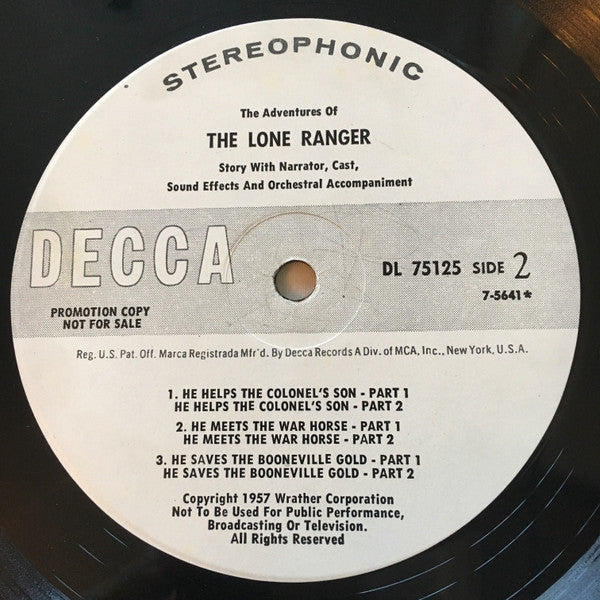 STEREOPHONIC
The Adventures Of
THE LONE RANGER
Story With Narrator, Cast,
Sound Effects And Orchestral Accompaniment
DECCA
DL 75125 SIDE 2
7-5641*
PROMOTION COPY
NOT FOR SALE
Reg. U.S. Pat. Off. Marca Registrada Mfr'd. By Decca Records A Div. of MCA, Inc., New York, U.S.A.
1. HE HELPS THE COLONEL'S SON - PART 1
HE HELPS THE COLONEL'S SON - PART 2
2. HE MEETS THE WAR HORSE - PART 1
HE MEETS THE WAR HORSE - PART 2
3. HE SAVES THE BOONEVILLE GOLD - PART 1
HE SAVES THE BOONEVILLE GOLD - PART 2
Copyright 1957 Wrather Corporation
Not To Be Used For Public Performance,
Broadcasting Or Television.
All Rights Reserved